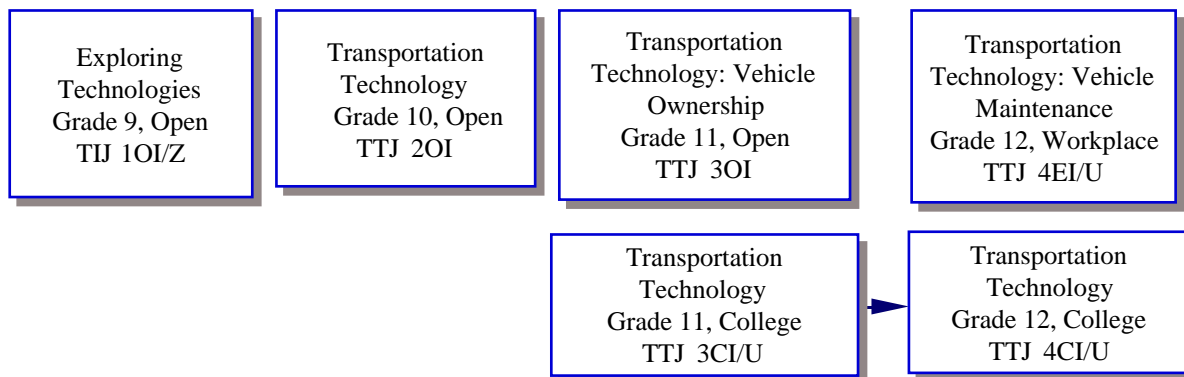 Exploring
Technologies
Grade 9, Open
TIJ 1OI/Z
Transportation
Technology
Grade 10, Open
TTJ 2OI
Transportation
Technology: Vehicle
Ownership
Grade 11, Open
TTJ 3OI
Transportation
Technology: Vehicle
Maintenance
Grade 12, Workplace
TTJ 4EI/U
Transportation
Technology
Grade 11, College
TTJ 3CI/U
Transportation
Technology
Grade 12, College
TTJ 4CI/U